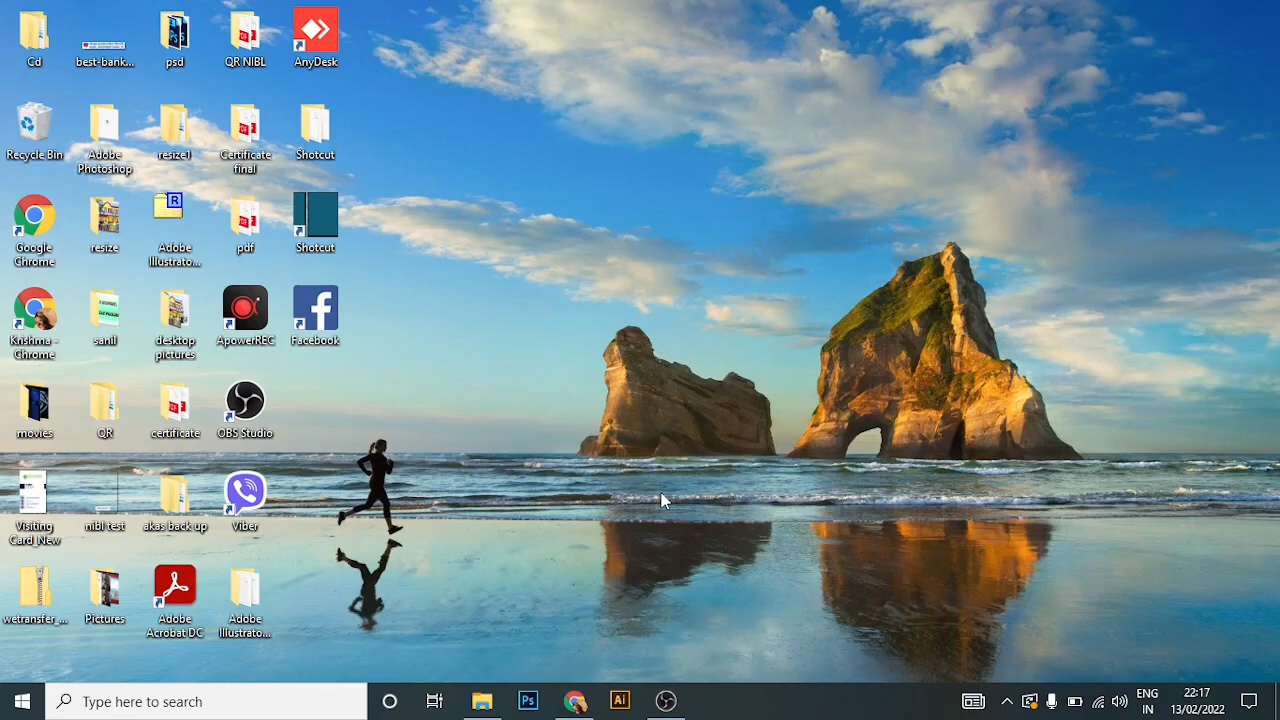 Cd
best-bank...
psd
QR NIBL
AnyDesk
Recycle Bin
Adobe
Photoshop
resize1
Certificate
final
Shotcut
Google
Chrome
resize
R
Adobe
Illustrato...
pdf
Shotcut
Krishma -
Chrome
sanil
desktop
pictures
ApowerREC
Facebook
movies
QR
certificate
OBS Studio
Visiting
Card_New
nibl test
akas back up
Viber
wetransfer_...
Pictures
Adobe
Acrobat DC
Adobe
Illustrato...
Type here to search
Ps
Ai
ENG
IN
22:17
13/02/2022